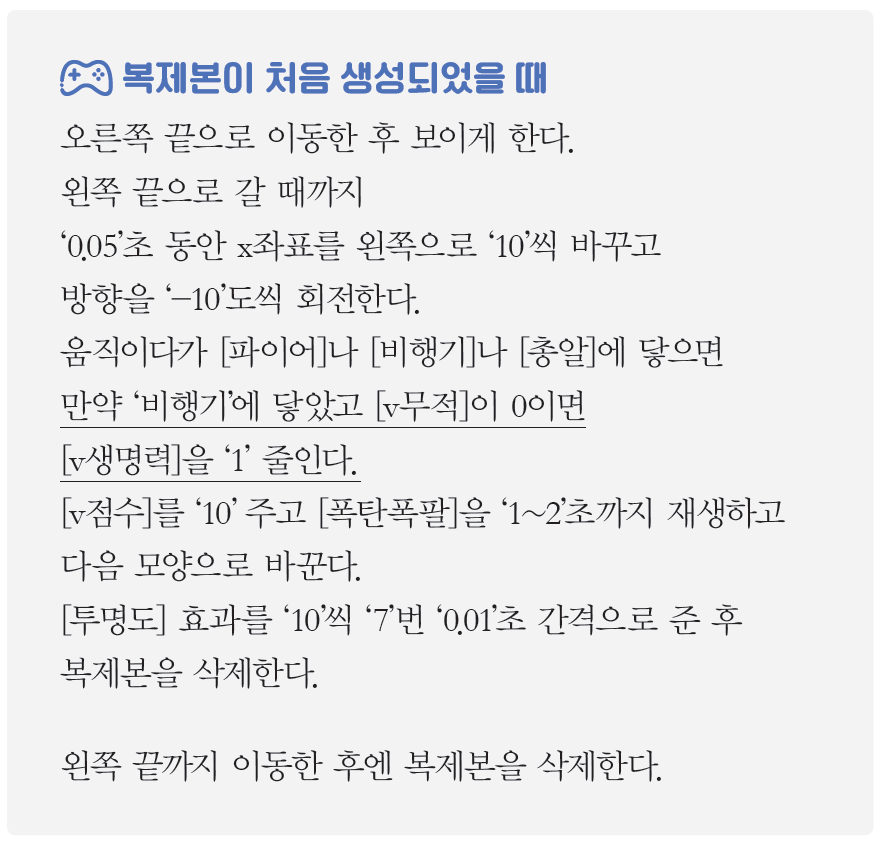 복제본이 처음 생성되었을 때
오른쪽 끝으로 이동한 후 보이게 한다.
왼쪽 끝으로 갈 때까지
‘0.05’초 동안 x좌표를 왼쪽으로 ‘10’씩 바꾸고
방향을 ‘−10’도씩 회전한다.
움직이다가 [파이어]나 [비행기]나 [총알]에 닿으면
만약 ‘비행기’에 닿았고 [v무적]이 0이면
[v생명력]을 ‘1’ 줄인다.
[v점수]를 ‘10’ 주고 [폭탄폭팔]을 ‘1~2’초까지 재생하고
다음 모양으로 바꾼다.
[투명도] 효과를 ‘10’씩 ‘7’번 ‘0.01’초 간격으로 준 후
복제본을 삭제한다.
왼쪽 끝까지 이동한 후엔 복제본을 삭제한다.